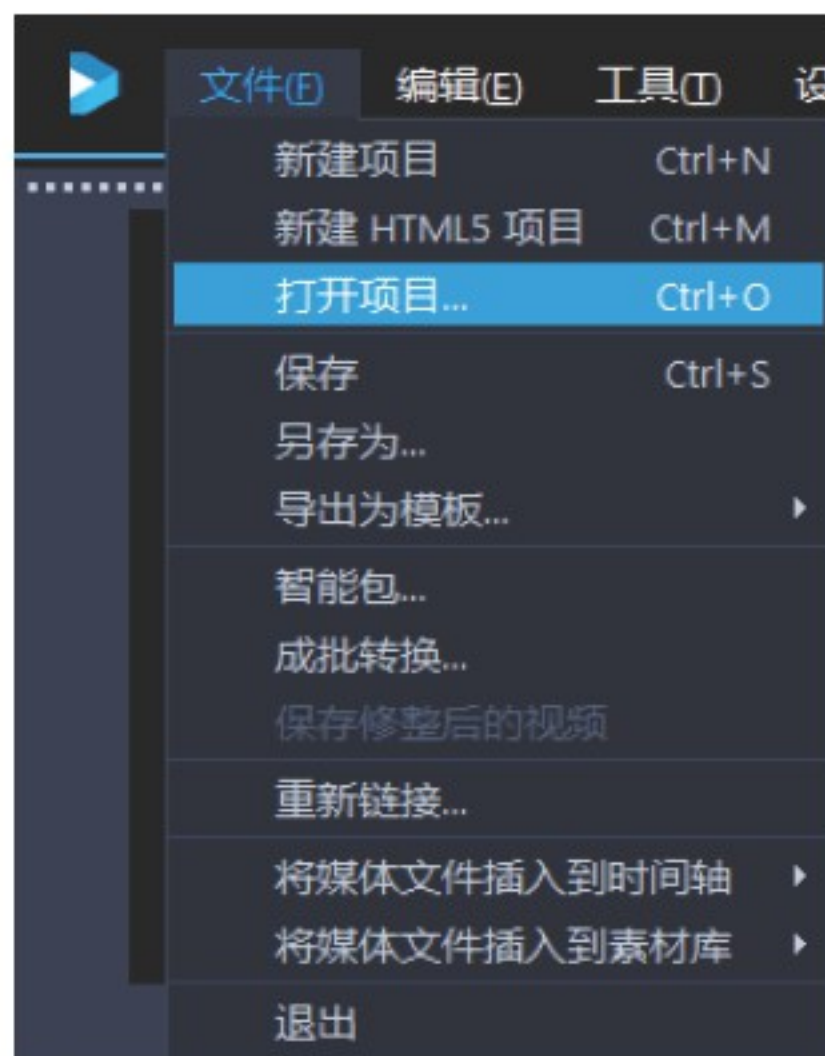 文件(F) 编辑(E) 工具(T) 设
新建项目 Ctrl+N
新建 HTML5 项目 Ctrl+M
打开项目... Ctrl+O
保存 Ctrl+S
另存为...
导出为模板...
智能包...
成批转换...
保存修整后的视频
重新链接...
将媒体文件插入到时间轴
将媒体文件插入到素材库
退出